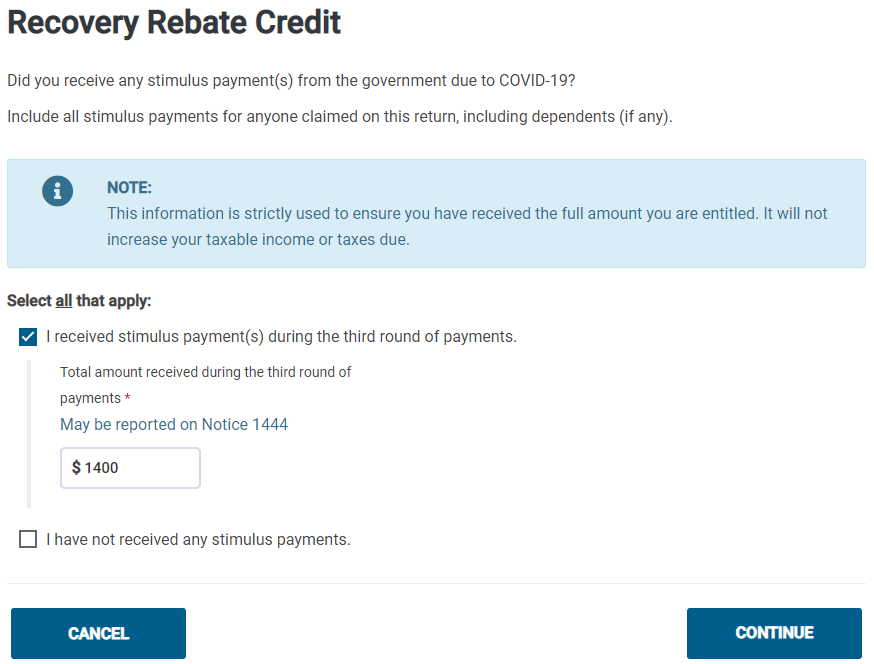 Recovery Rebate Credit
Did you receive any stimulus payment(s) from the government due to COVID-19?
Include all stimulus payments for anyone claimed on this return, including dependents (if any).
NOTE:
This information is strictly used to ensure you have received the full amount you are entitled. It will not
increase your taxable income or taxes due.
Select all that apply:
I received stimulus payment(s) during the third round of payments.
Total amount received during the third round of
payments *
May be reported on Notice 1444
$ 1400
I have not received any stimulus payments.
CANCEL
CONTINUE